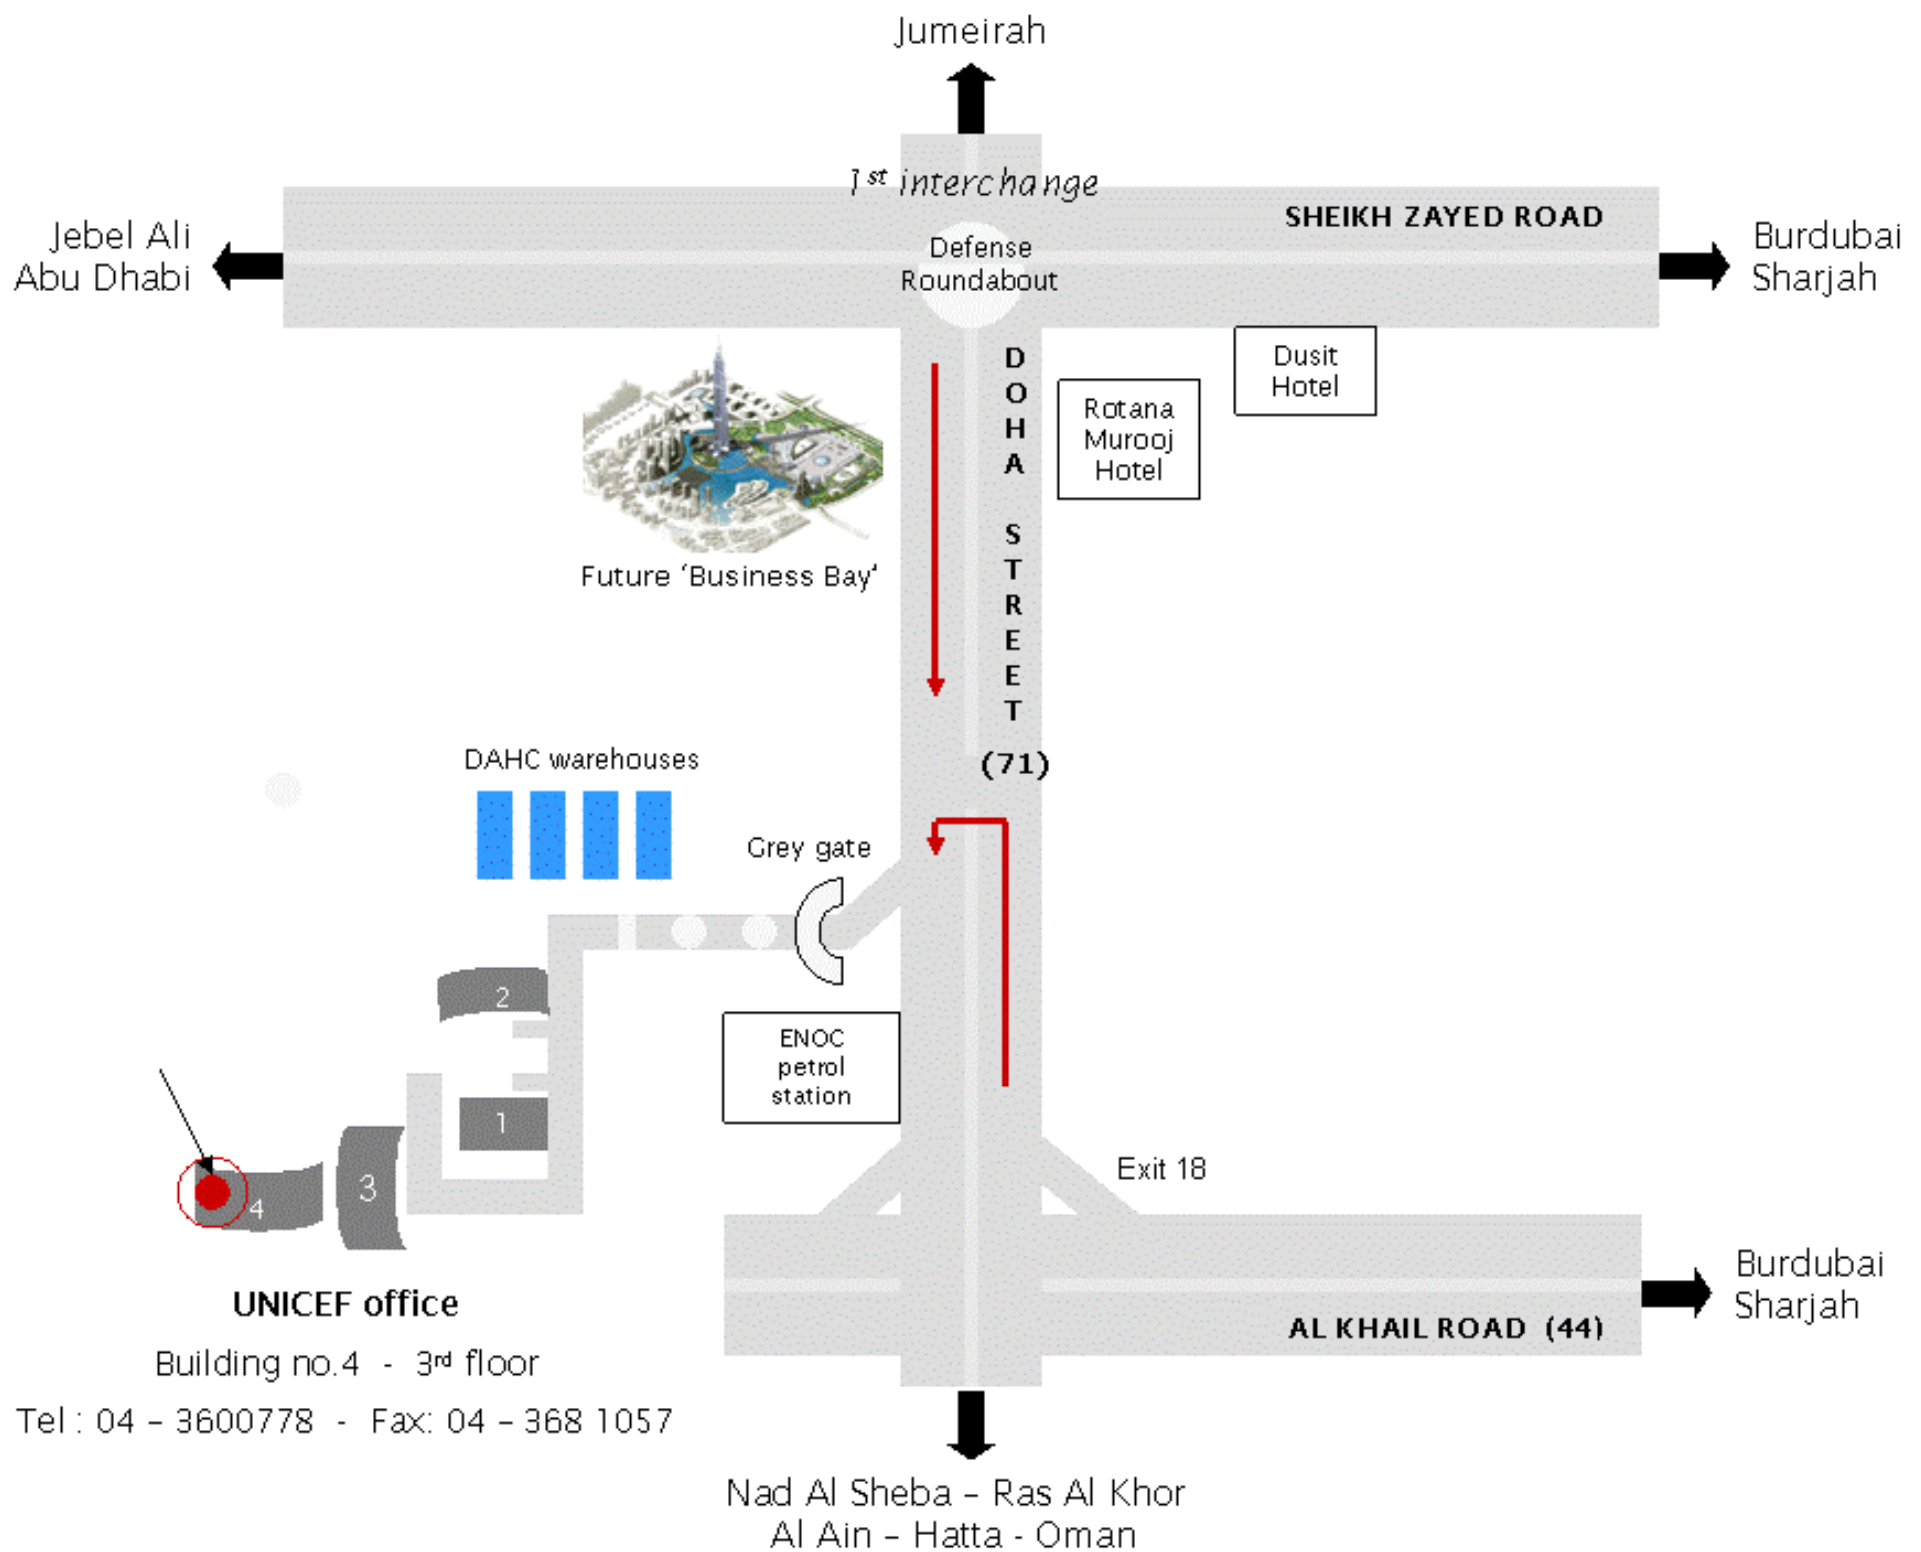 Jumeirah
1st interchange
SHEIKH ZAYED ROAD
Jebel Ali
Abu Dhabi
Defense
Roundabout
Burdubai
Sharjah
Dusit
Hotel
DOHA STREET
(71)
Rotana
Murooj
Hotel
Future ‘Business Bay’
DAHC warehouses
Grey gate
2
ENOC
petrol
station
1
Exit 18
3
4
UNICEF office
Building no.4 - 3rd floor
Tel : 04 – 3600778 - Fax: 04 – 368 1057
Burdubai
Sharjah
AL KHAIL ROAD (44)
Nad Al Sheba – Ras Al Khor
Al Ain – Hatta - Oman